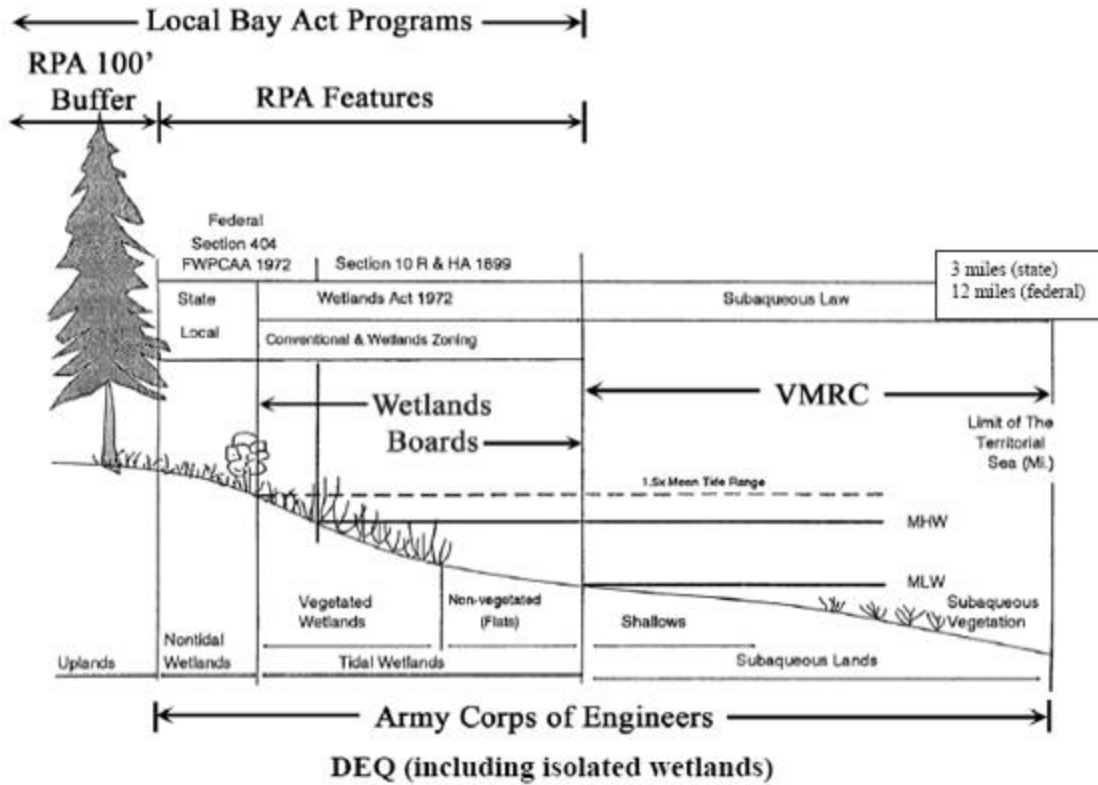 Local Bay Act Programs
RPA 100'
Buffer
RPA Features
Federal
Section 404
FWPCAA 1972
Section 10 R & HA 1899
3 miles (state)
12 miles (federal)
State
Wetlands Act 1972
Subaqueous Law
Local
Conventional & Wetlands Zoning
Wetlands
Boards
VMRC
Limit of The
Territorial
Sea (Mi.)
1.5x Mean Tide Range
MHW
MLW
Vegetated
Wetlands
Non-vegetated
(Flats)
Shallows
Subaqueous
Vegetation
Uplands
Nontidal
Wetlands
Tidal Wetlands
Subaqueous Lands
Army Corps of Engineers
DEQ (including isolated wetlands)